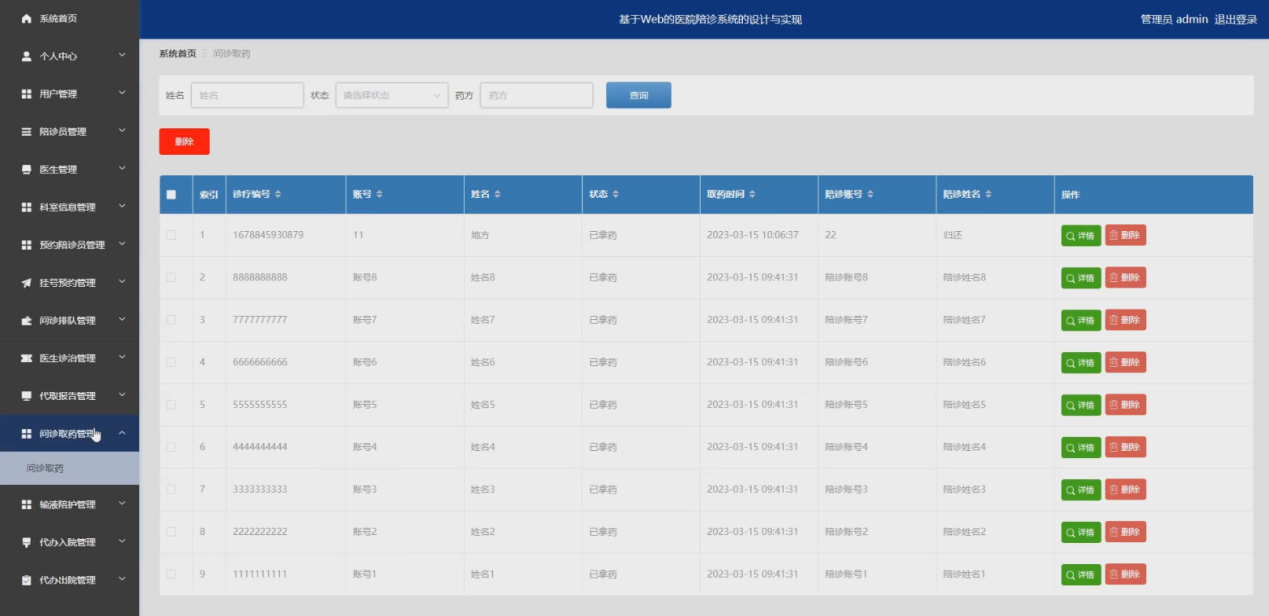 系统首页
个人中心
用户管理
陪诊员管理
医生管理
科室信息管理
预约陪诊员管理
挂号预约管理
问诊排队管理
医生诊治管理
代取报告管理
问诊取药管理
问诊取药
输液陪护管理
代办入院管理
代办出院管理
基于Web的医院陪诊系统的设计与实现
管理员 admin 退出登录
系统首页 问诊取药
姓名 姓名 状态 请选择状态 药方 药方 查询
删除
索引 诊疗编号 账号 姓名 状态 取药时间 陪诊账号 陪诊姓名 操作
1 1678845930879 11 地方 已拿药 2023-03-15 10:06:37 22 归还 详情 删除
2 8888888888 账号8 姓名8 已拿药 2023-03-15 09:41:31 陪诊账号8 陪诊姓名8 详情 删除
3 7777777777 账号7 姓名7 已拿药 2023-03-15 09:41:31 陪诊账号7 陪诊姓名7 详情 删除
4 6666666666 账号6 姓名6 已拿药 2023-03-15 09:41:31 陪诊账号6 陪诊姓名6 详情 删除
5 5555555555 账号5 姓名5 已拿药 2023-03-15 09:41:31 陪诊账号5 陪诊姓名5 详情 删除
6 4444444444 账号4 姓名4 已拿药 2023-03-15 09:41:31 陪诊账号4 陪诊姓名4 详情 删除
7 3333333333 账号3 姓名3 已拿药 2023-03-15 09:41:31 陪诊账号3 陪诊姓名3 详情 删除
8 2222222222 账号2 姓名2 已拿药 2023-03-15 09:41:31 陪诊账号2 陪诊姓名2 详情 删除
9 1111111111 账号1 姓名1 已拿药 2023-03-15 09:41:31 陪诊账号1 陪诊姓名1 详情 删除